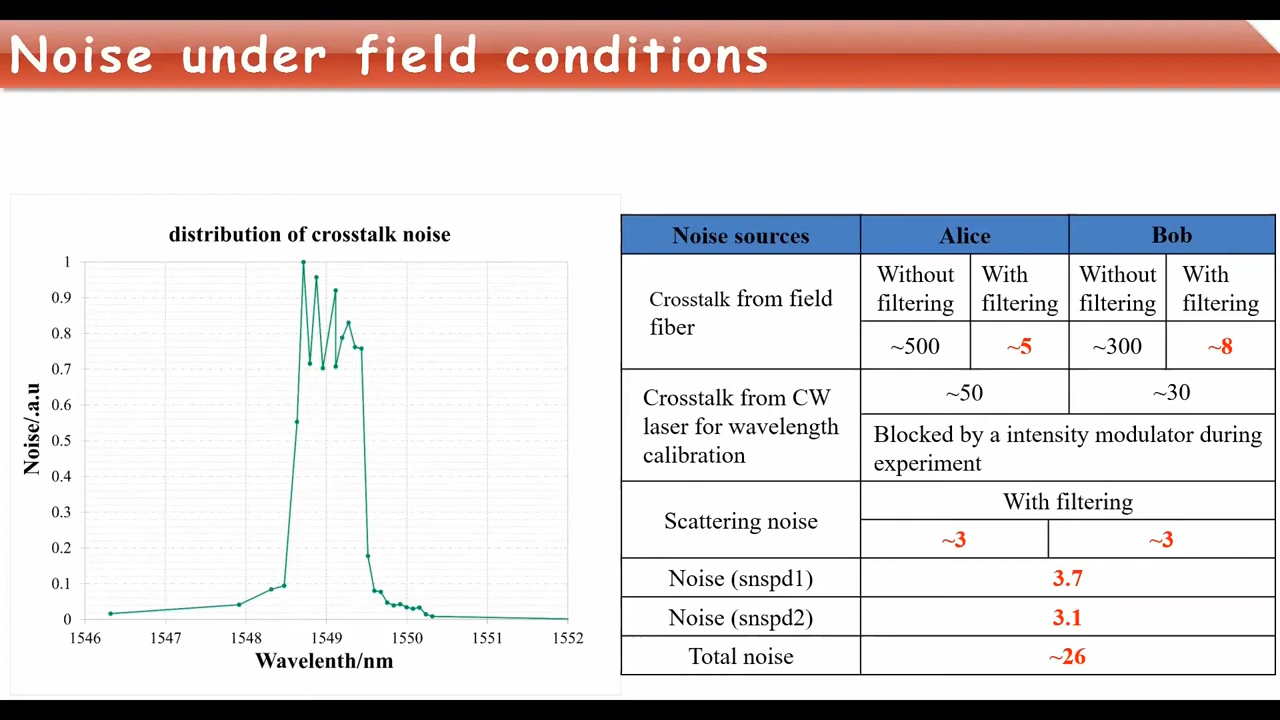 Noise under field conditions
distribution of crosstalk noise
1
0.9
0.8
0.7
0.6
0.5
0.4
0.3
0.2
0.1
0
1546 1547 1548 1549 1550 1551 1552
Noise/.a.u
Wavelenth/nm
Noise sources Alice Bob
Crosstalk from field
fiber
Without
filtering
With
filtering
Without
filtering
With
filtering
~500 ~5 ~300 ~8
Crosstalk from CW
laser for wavelength
calibration
~50 ~30
Blocked by a intensity modulator during
experiment
Scattering noise
With filtering
~3 ~3
Noise (snspd1) 3.7
Noise (snspd2) 3.1
Total noise ~26